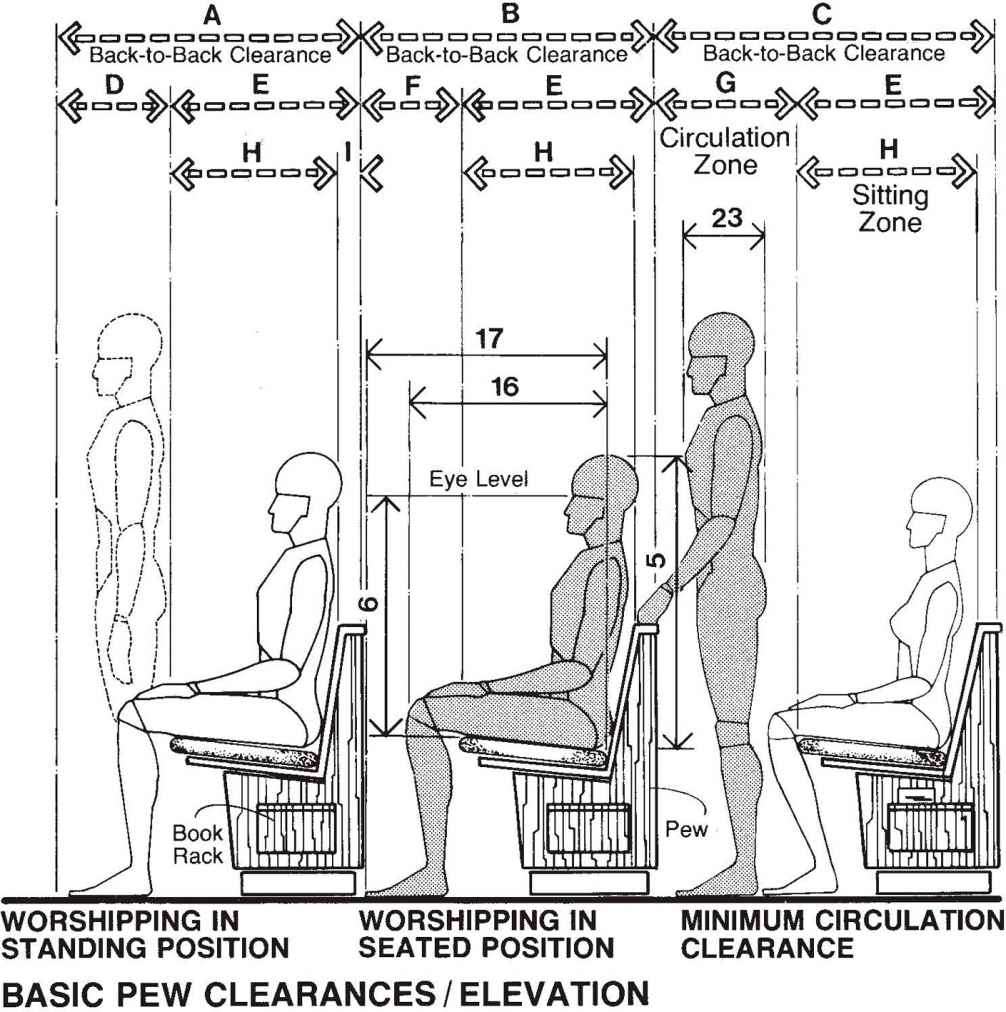 A B C
Back-to-Back Clearance Back-to-Back Clearance Back-to-Back Clearance
D E F E G E
Circulation
Zone
H I H H
Sitting
Zone
23
17
16
Eye Level
6
5
Book
Rack
Pew
WORSHIPPING IN
STANDING POSITION
WORSHIPPING IN
SEATED POSITION
MINIMUM CIRCULATION
CLEARANCE
BASIC PEW CLEARANCES / ELEVATION